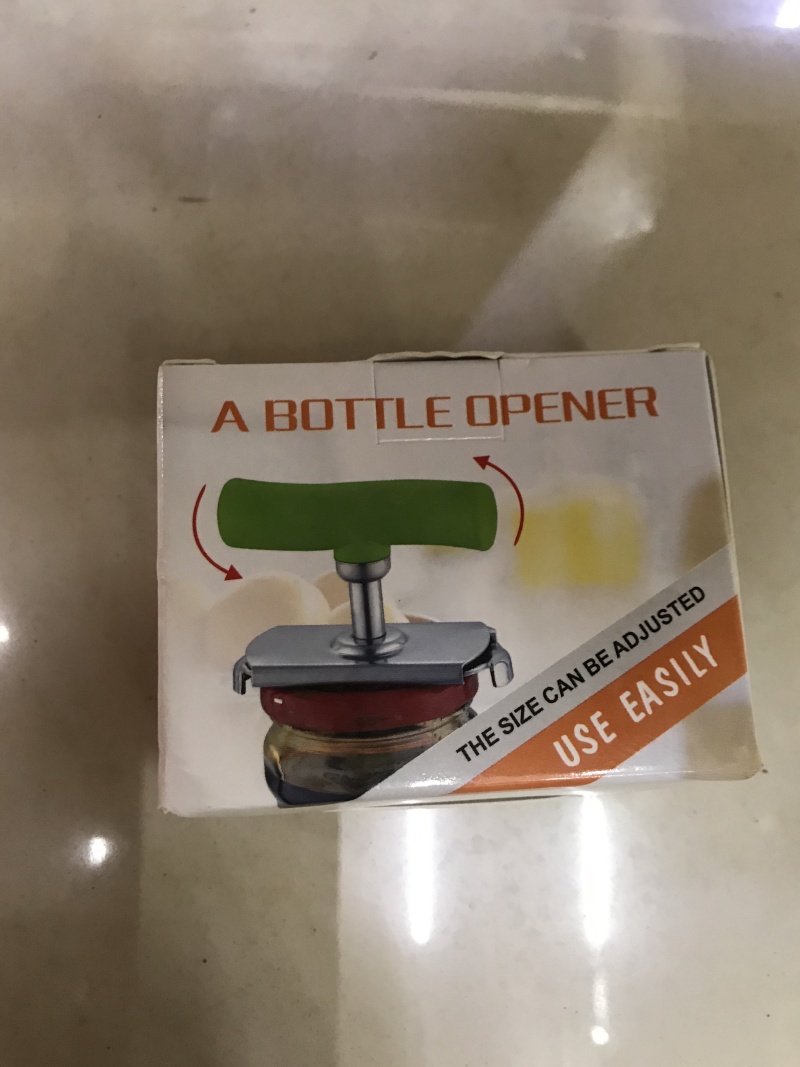 A BOTTLE OPENER
THE SIZE CAN BE ADJUSTED
USE EASILY